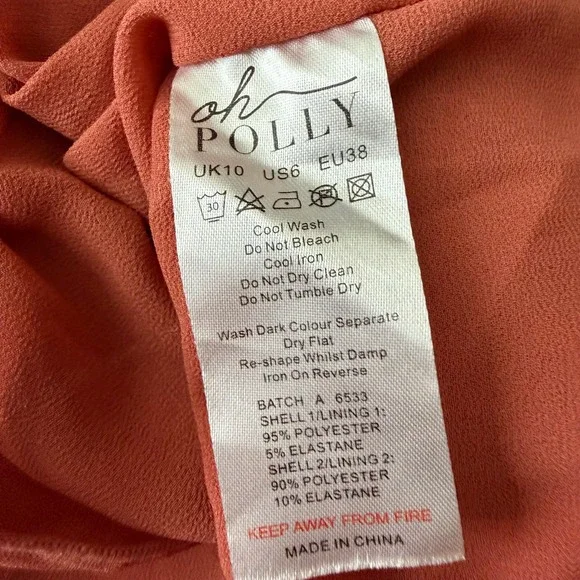 oh
POLLY
UK10 US6 EU38
30
Cool Wash
Do Not Bleach
Cool Iron
Do Not Dry Clean
Do Not Tumble Dry
Wash Dark Colour Separate
Dry Flat
Re-shape Whilst Damp
Iron On Reverse
BATCH A 6533
SHELL 1/LINING 1:
95% POLYESTER
5% ELASTANE
SHELL 2/LINING 2:
90% POLYESTER
10% ELASTANE
KEEP AWAY FROM FIRE
MADE IN CHINA